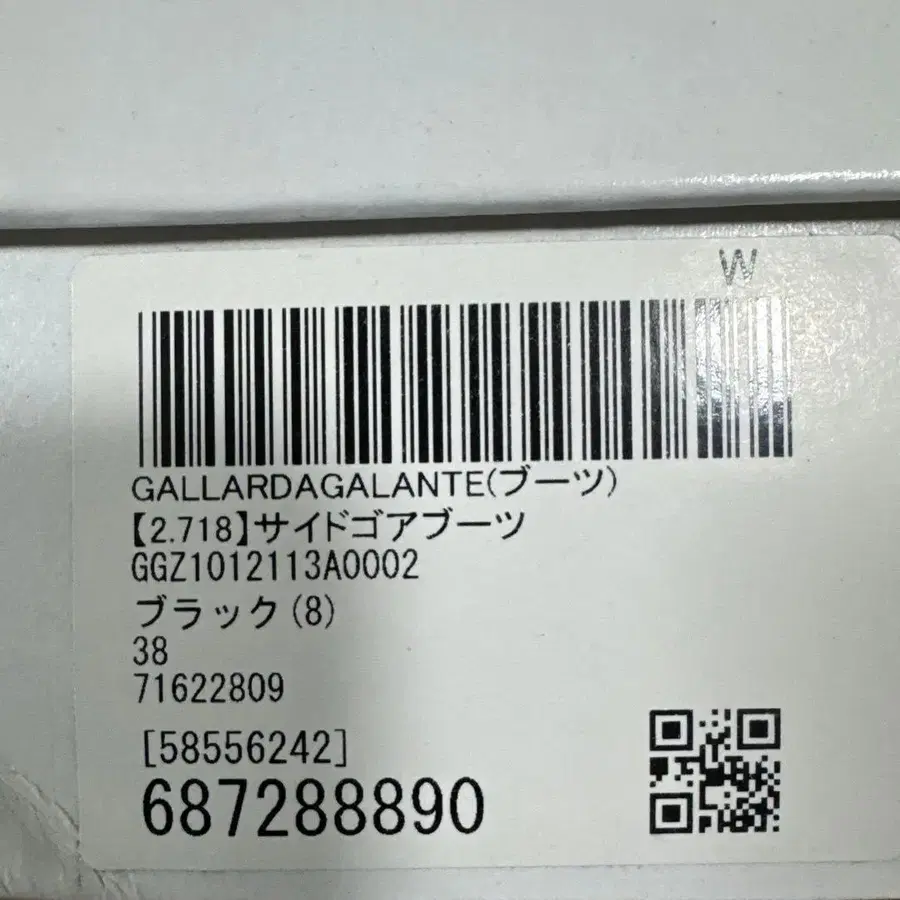 W
GALLARDAGALANTE(ブーツ)
【2.718】サイドゴアブーツ
GGZ1012113A0002
ブラック(8)
38
71622809
[58556242]
687288890